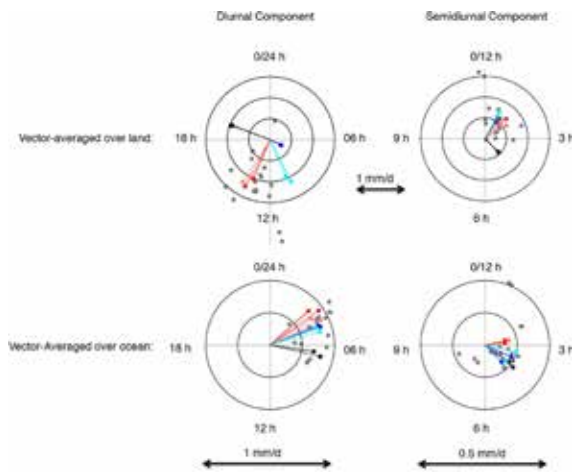 Diurnal Component
Semidiurnal Component
0/24 h
0/12 h
Vector-averaged over land:
18 h
06 h
9 h
3 h
1 mm/d
12 h
6 h
0/24 h
0/12 h
Vector-Averaged over ocean:
18 h
06 h
9 h
3 h
12 h
6 h
1 mm/d
0.5 mm/d